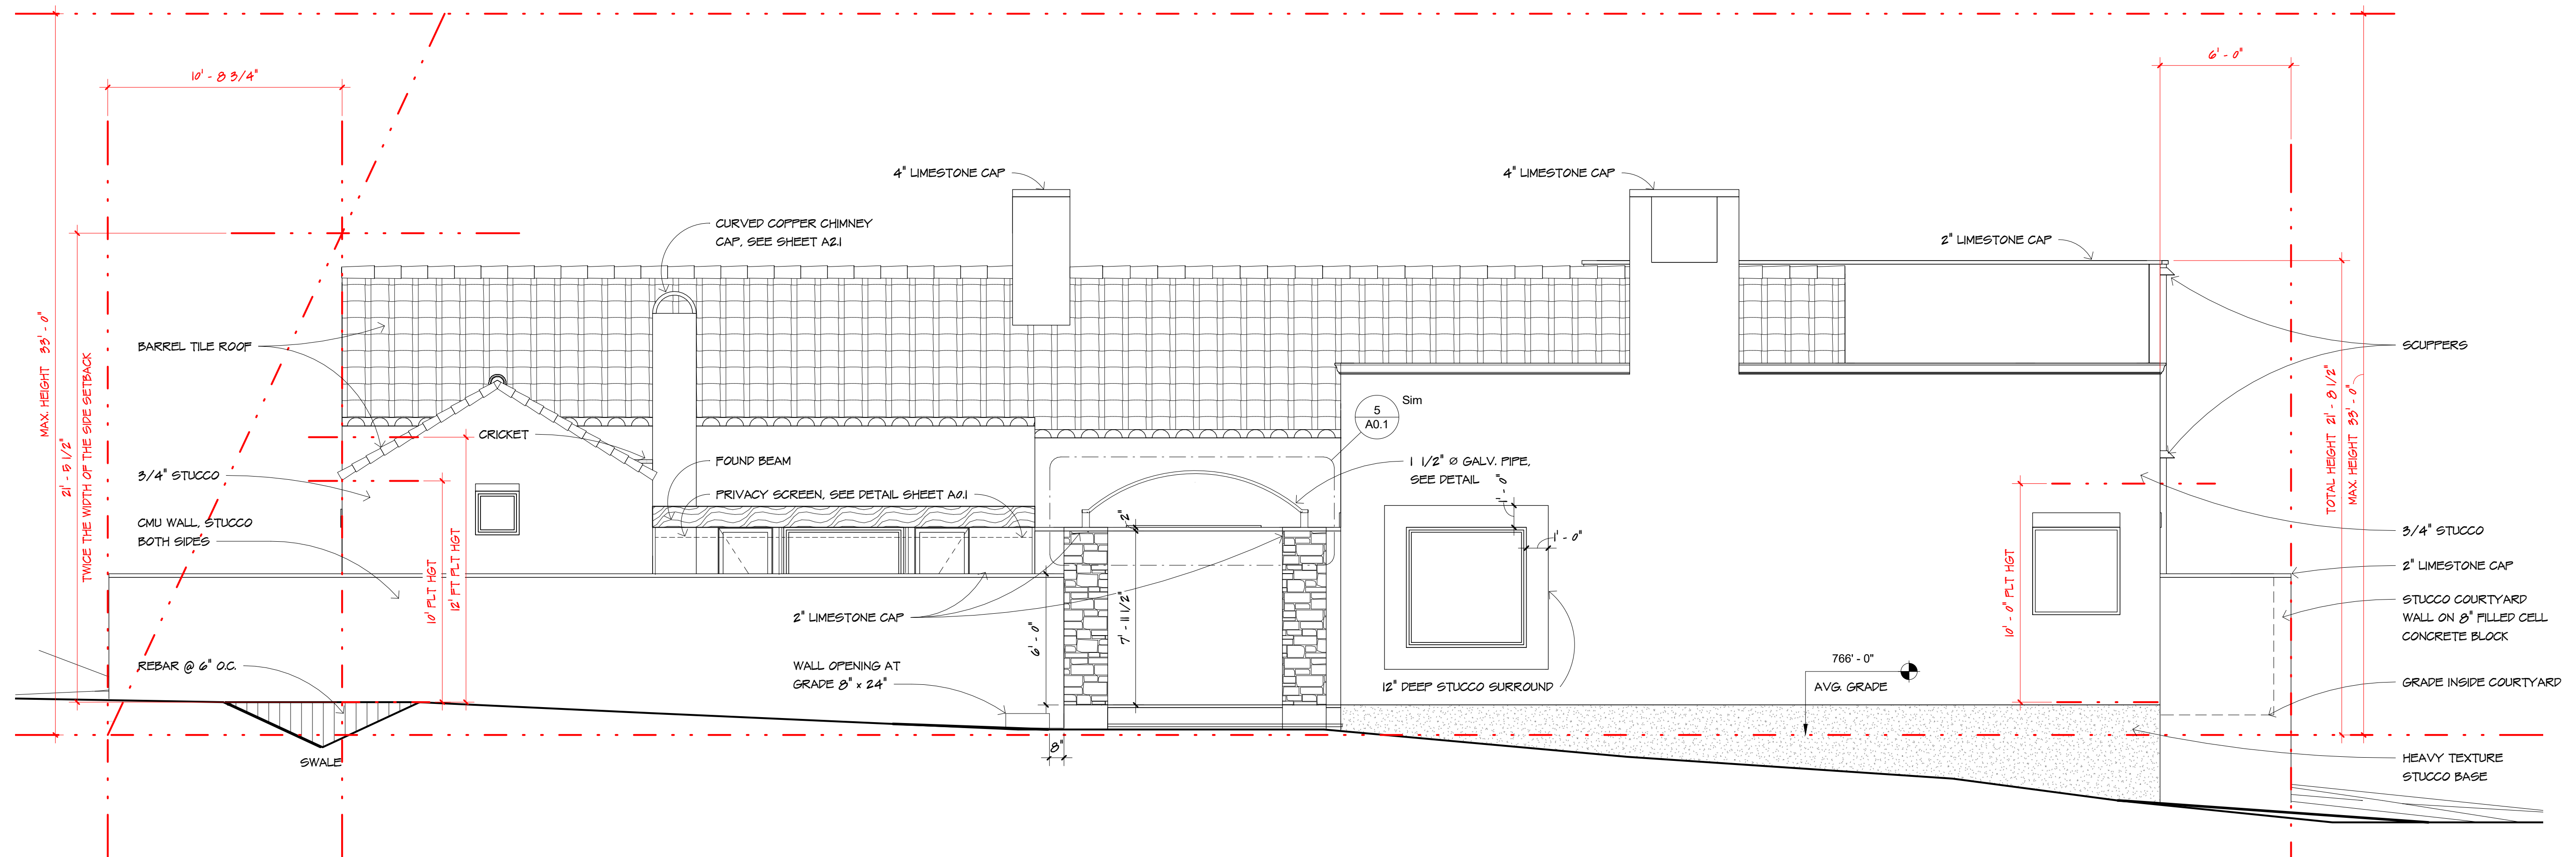 10' - 8 3/4"
6' - 0"
4" LIMESTONE CAP
4" LIMESTONE CAP
CURVED COPPER CHIMNEY
CAP, SEE SHEET A2.1
2" LIMESTONE CAP
MAX. HEIGHT 33' - 0"
21' - 5 1/2"
TWICE THE WIDTH OF THE SIDE SETBACK
BARREL TILE ROOF
SCUPPERS
TOTAL HEIGHT 21' - 8 1/2"
MAX. HEIGHT 33' - 0"
5
A0.1
Sim
CRICKET
FOUND BEAM
1 1/2" Ø GALV. PIPE,
SEE DETAIL
3/4" STUCCO
PRIVACY SCREEN, SEE DETAIL SHEET A0.1
1' - 0"
2"
1' - 0"
CMU WALL, STUCCO
BOTH SIDES
3/4" STUCCO
2" LIMESTONE CAP
10' PLT HGT
12' FT PLT HGT
10' - 0" PLT HGT
STUCCO COURTYARD
WALL ON 8" FILLED CELL
CONCRETE BLOCK
2" LIMESTONE CAP
6' - 0"
7' - 11 1/2"
REBAR @ 6" O.C.
WALL OPENING AT
GRADE 8" x 24"
12" DEEP STUCCO SURROUND
766' - 0"
AVG. GRADE
GRADE INSIDE COURTYARD
8"
SWALE
HEAVY TEXTURE
STUCCO BASE